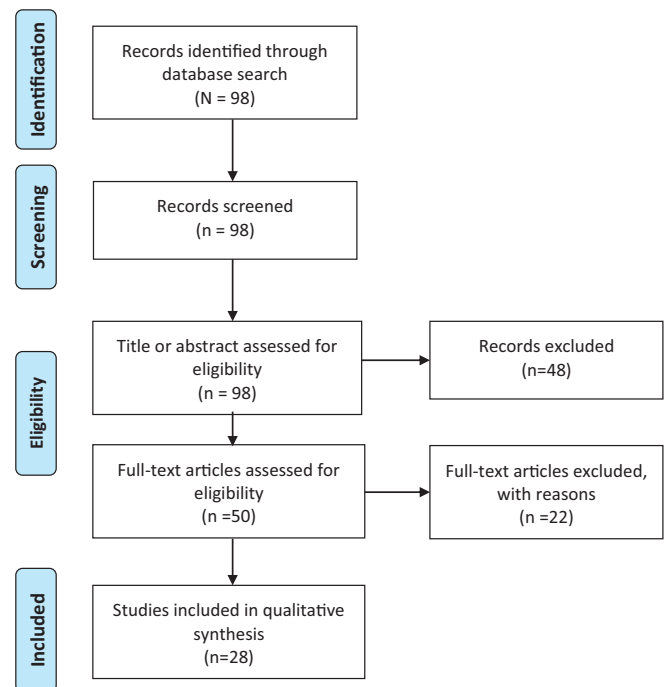 Identification
Records identified through
database search
(N = 98)
Screening
Records screened
(n = 98)
Eligibility
Title or abstract assessed for
eligibility
(n = 98)
Records excluded
(n=48)
Full-text articles assessed for
eligibility
(n =50)
Full-text articles excluded,
with reasons
(n =22)
Included
Studies included in qualitative
synthesis
(n=28)